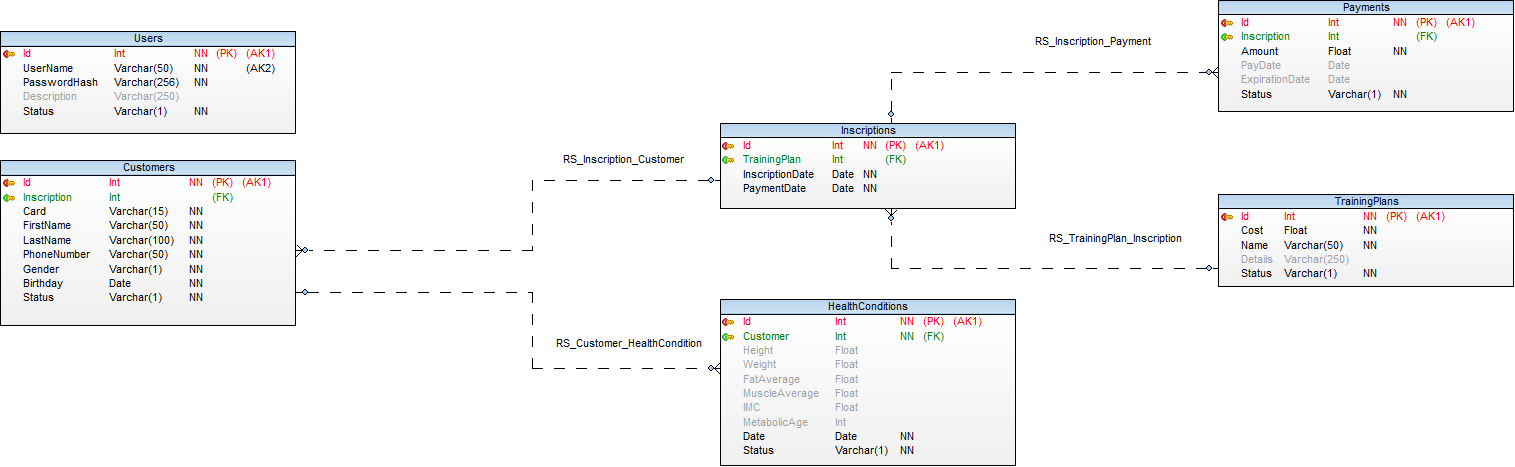 Users
Id Int NN (PK) (AK1)
UserName Varchar(50) NN (AK2)
PasswordHash Varchar(256) NN
Description Varchar(250)
Status Varchar(1) NN
Customers
Id Int NN (PK) (AK1)
Inscription Int (FK)
Card Varchar(15) NN
FirstName Varchar(50) NN
LastName Varchar(100) NN
PhoneNumber Varchar(50) NN
Gender Varchar(1) NN
Birthday Date NN
Status Varchar(1) NN
RS_Inscription_Customer
RS_Customer_HealthCondition
Inscriptions
Id Int NN (PK) (AK1)
TrainingPlan Int (FK)
InscriptionDate Date NN
PaymentDate Date NN
HealthConditions
Id Int NN (PK) (AK1)
Customer Int NN (FK)
Height Float
Weight Float
FatAverage Float
MuscleAverage Float
IMC Float
MetabolicAge Int
Date Date NN
Status Varchar(1) NN
RS_Inscription_Payment
RS_TrainingPlan_Inscription
Payments
Id Int NN (PK) (AK1)
Inscription Int (FK)
Amount Float NN
PayDate Date
ExpirationDate Date
Status Varchar(1) NN
TrainingPlans
Id Int NN (PK) (AK1)
Cost Float NN
Name Varchar(50) NN
Details Varchar(250)
Status Varchar(1) NN